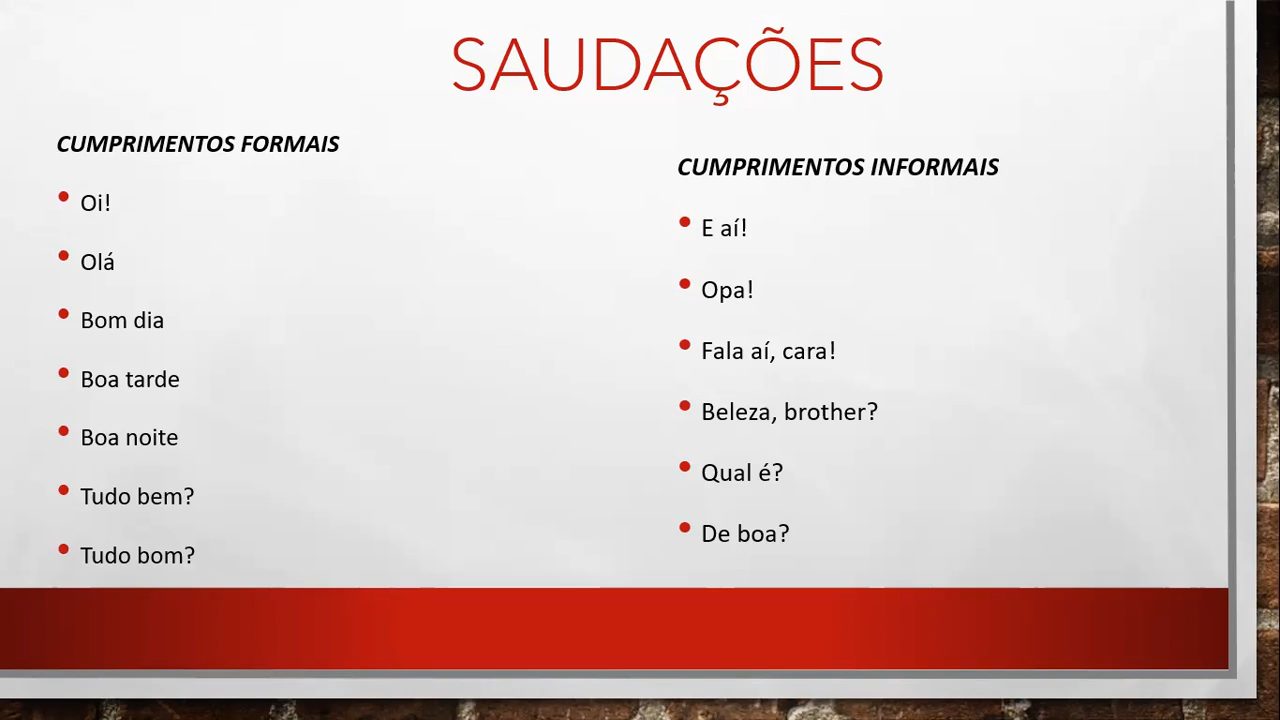 SAUDAÇÕES
CUMPRIMENTOS FORMAIS
Oi!
Olá
Bom dia
Boa tarde
Boa noite
Tudo bem?
Tudo bom?
CUMPRIMENTOS INFORMAIS
E aí!
Opa!
Fala aí, cara!
Beleza, brother?
Qual é?
De boa?